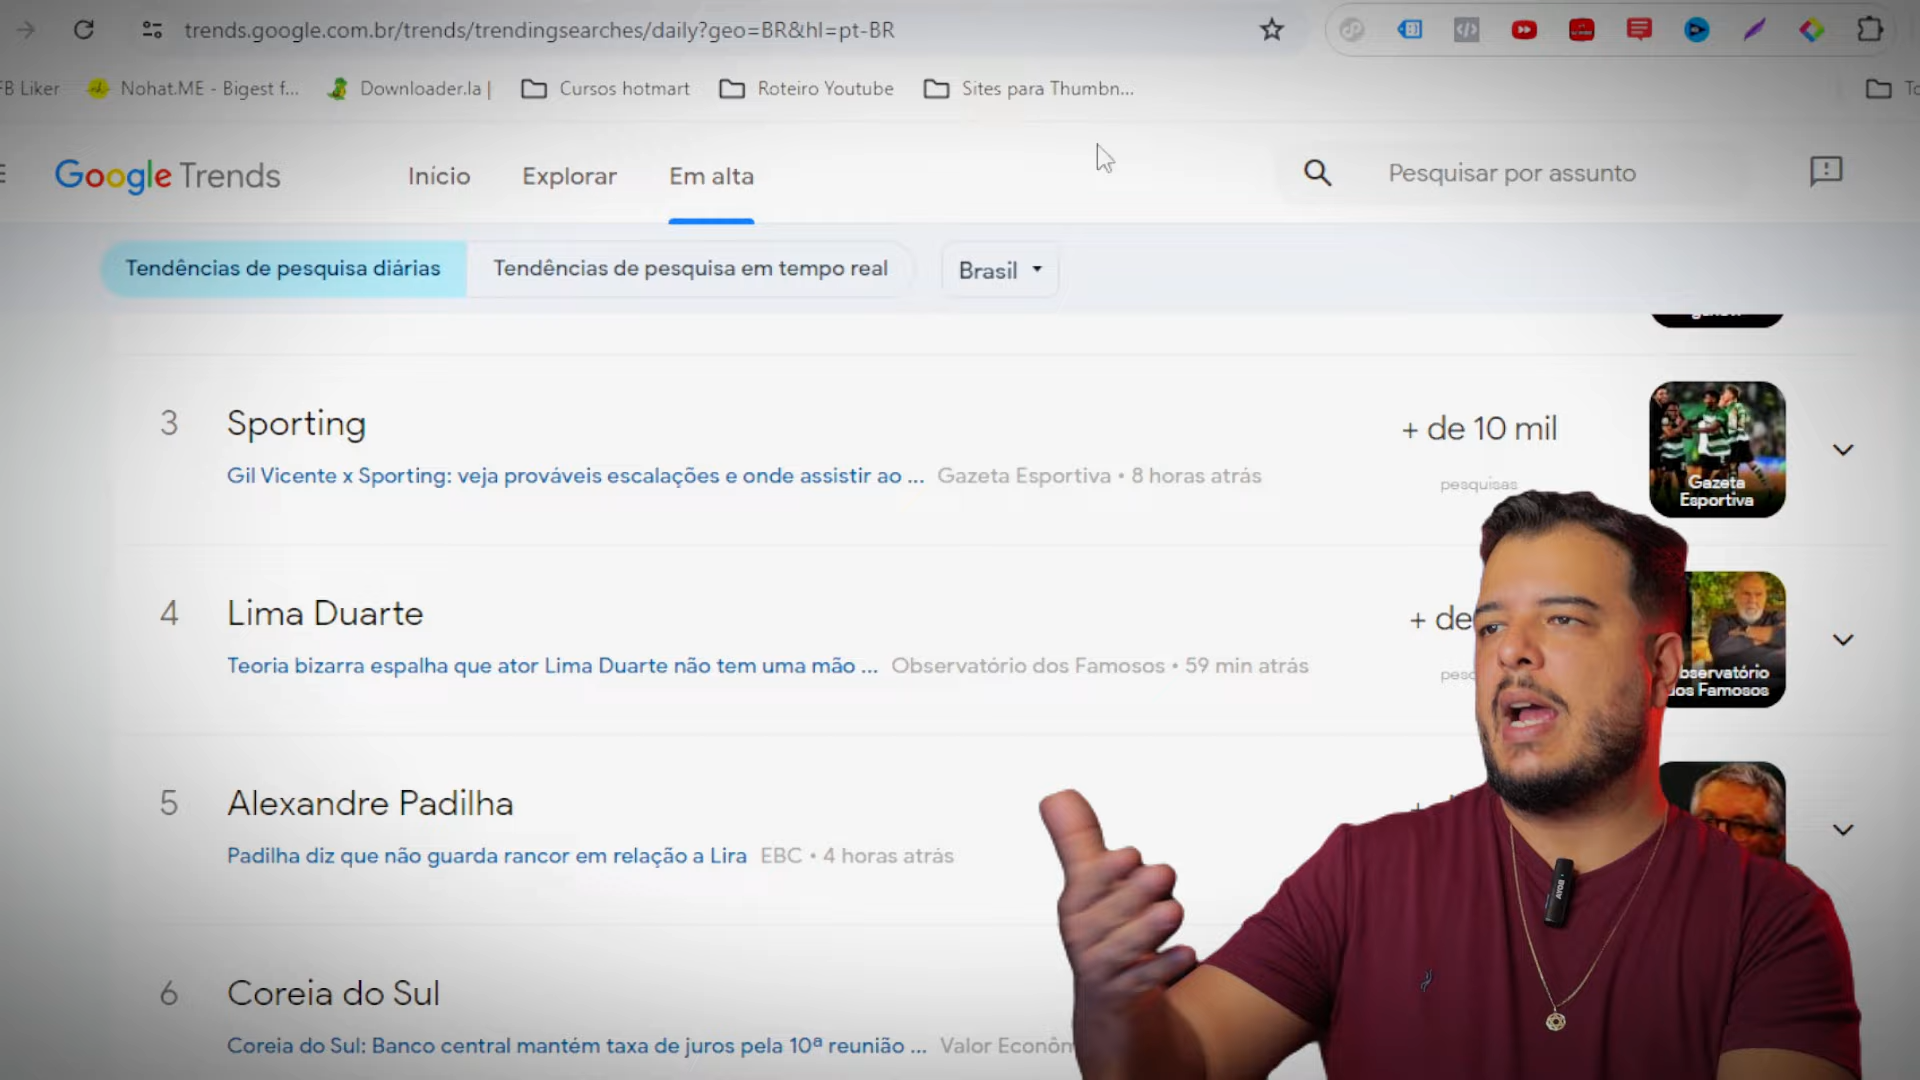 trends.google.com.br/trends/trendingsearches/daily?geo=BR&hl=pt-BR
FB Liker
Nohat.ME - Bigest f...
Downloader.la |
Cursos hotmart
Roteiro Youtube
Sites para Thumbn...
Google Trends
Início
Explorar
Em alta
Pesquisar por assunto
Tendências de pesquisa diárias
Tendências de pesquisa em tempo real
Brasil
3
Sporting
+ de 10 mil
pesquisas
Gil Vicente x Sporting: veja prováveis escalações e onde assistir ao ... Gazeta Esportiva • 8 horas atrás
Gazeta
Esportiva
4
Lima Duarte
+ de
Teoria bizarra espalha que ator Lima Duarte não tem uma mão ... Observatório dos Famosos • 59 min atrás
bservatório
dos Famosos
5
Alexandre Padilha
Padilha diz que não guarda rancor em relação a Lira EBC • 4 horas atrás
6
Coreia do Sul
Coreia do Sul: Banco central mantém taxa de juros pela 10ª reunião ... Valor Econôm